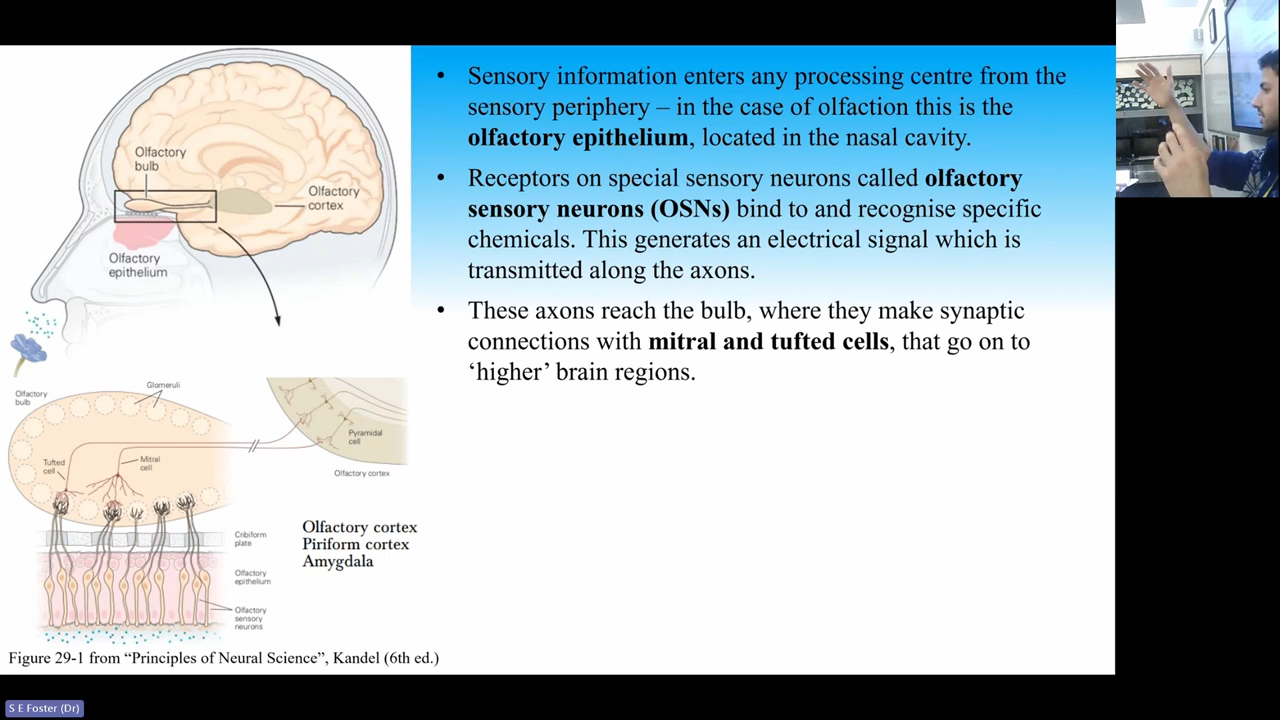 Olfactory
bulb
Olfactory
cortex
Olfactory
epithelium
Olfactory
bulb
Glomeruli
Tufted
cell
Mitral
cell
Pyramidal
cell
Olfactory cortex
Cribiform
plate
Olfactory
epithelium
Olfactory
sensory
neurons
Olfactory cortex
Piriform cortex
Amygdala
Figure 29-1 from “Principles of Neural Science”, Kandel (6th ed.)
• Sensory information enters any processing centre from the
sensory periphery – in the case of olfaction this is the
olfactory epithelium, located in the nasal cavity.
• Receptors on special sensory neurons called olfactory
sensory neurons (OSNs) bind to and recognise specific
chemicals. This generates an electrical signal which is
transmitted along the axons.
• These axons reach the bulb, where they make synaptic
connections with mitral and tufted cells, that go on to
‘higher’ brain regions.
S E Foster (Dr)